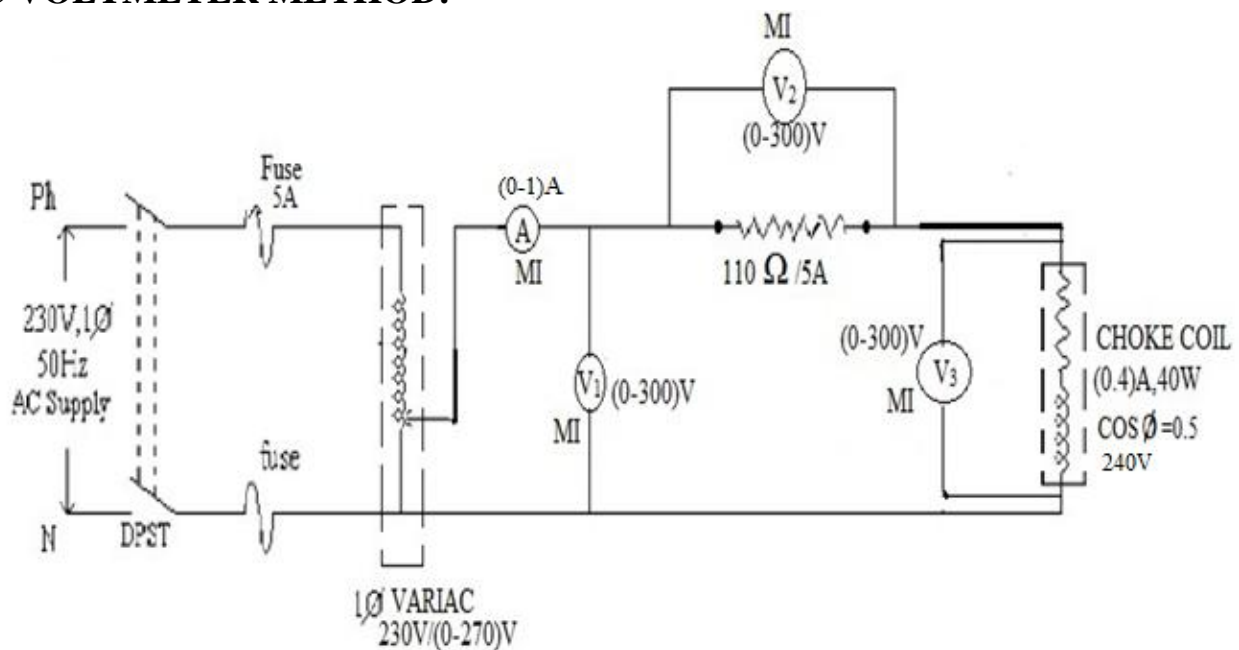 VOLTMETER METHOD:
MI
V2
(0-300)V
Fuse
5A
(0-1)A
Ph
A
MI
110 Ω /5A
230V,1Ø
50Hz
AC Supply
V1
(0-300)V
MI
(0-300)V
V3
MI
CHOKE COIL
(0.4)A,40W
COS Ø =0.5
240V
fuse
N
DPST
1Ø VARIAC
230V/(0-270)V